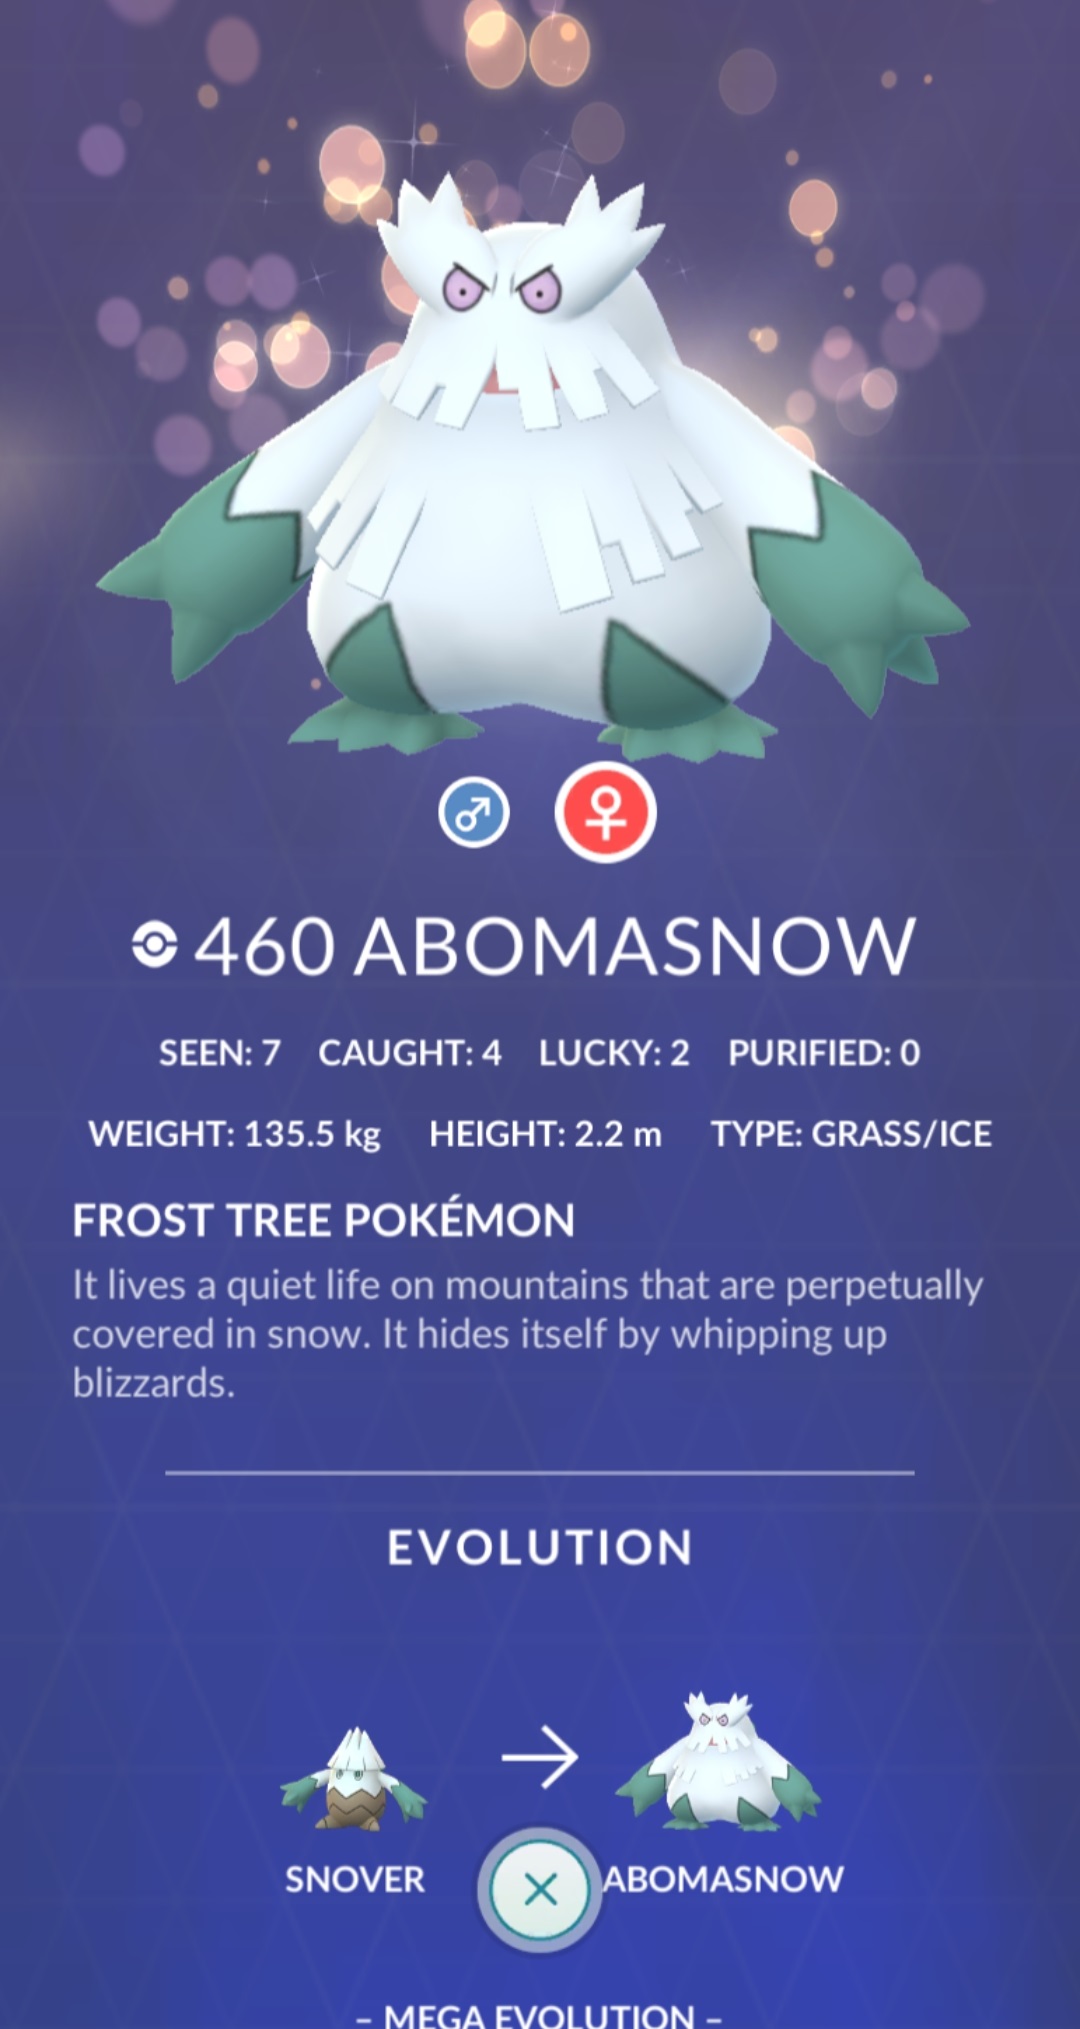 460 ABOMASNOW
SEEN: 7 CAUGHT: 4 LUCKY: 2 PURIFIED: 0
WEIGHT: 135.5 kg HEIGHT: 2.2 m TYPE: GRASS/ICE
FROST TREE POKÉMON
It lives a quiet life on mountains that are perpetually
covered in snow. It hides itself by whipping up
blizzards.
EVOLUTION
SNOVER ABOMASNOW
– MEGA EVOLUTION –